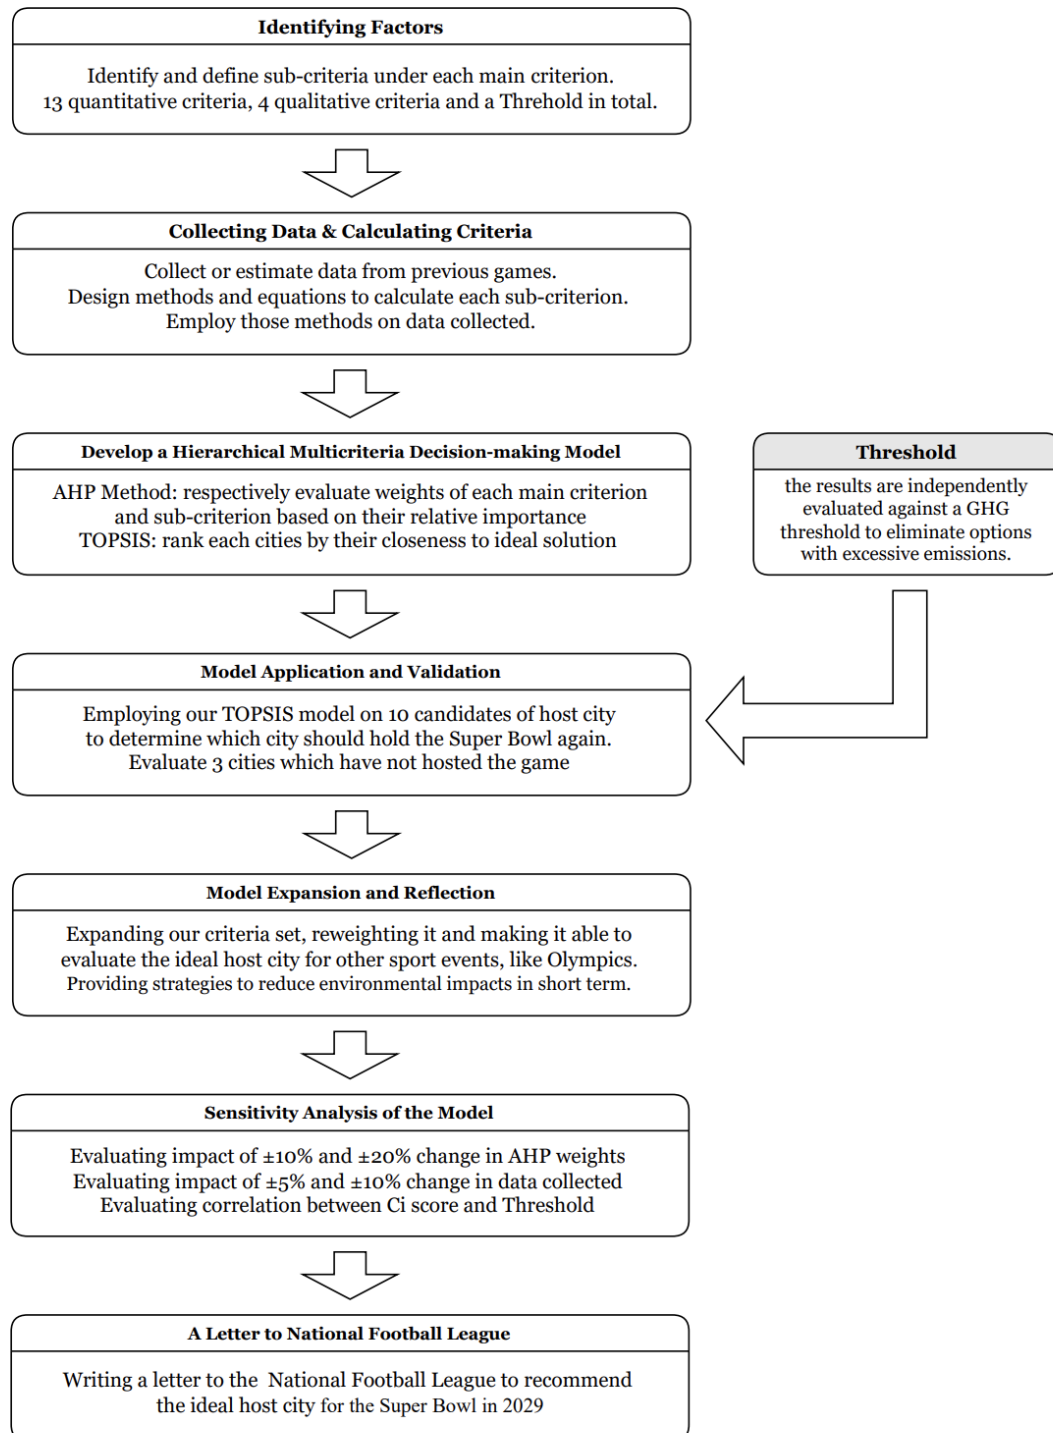 Identifying Factors
Identify and define sub-criteria under each main criterion.
13 quantitative criteria, 4 qualitative criteria and a Threhold in total.
Collecting Data & Calculating Criteria
Collect or estimate data from previous games.
Design methods and equations to calculate each sub-criterion.
Employ those methods on data collected.
Develop a Hierarchical Multicriteria Decision-making Model
AHP Method: respectively evaluate weights of each main criterion
and sub-criterion based on their relative importance
TOPSIS: rank each cities by their closeness to ideal solution
Threshold
the results are independently
evaluated against a GHG
threshold to eliminate options
with excessive emissions.
Model Application and Validation
Employing our TOPSIS model on 10 candidates of host city
to determine which city should hold the Super Bowl again.
Evaluate 3 cities which have not hosted the game
Model Expansion and Reflection
Expanding our criteria set, reweighting it and making it able to
evaluate the ideal host city for other sport events, like Olympics.
Providing strategies to reduce environmental impacts in short term.
Sensitivity Analysis of the Model
Evaluating impact of ±10% and ±20% change in AHP weights
Evaluating impact of ±5% and ±10% change in data collected
Evaluating correlation between Ci score and Threshold
A Letter to National Football League
Writing a letter to the National Football League to recommend
the ideal host city for the Super Bowl in 2029